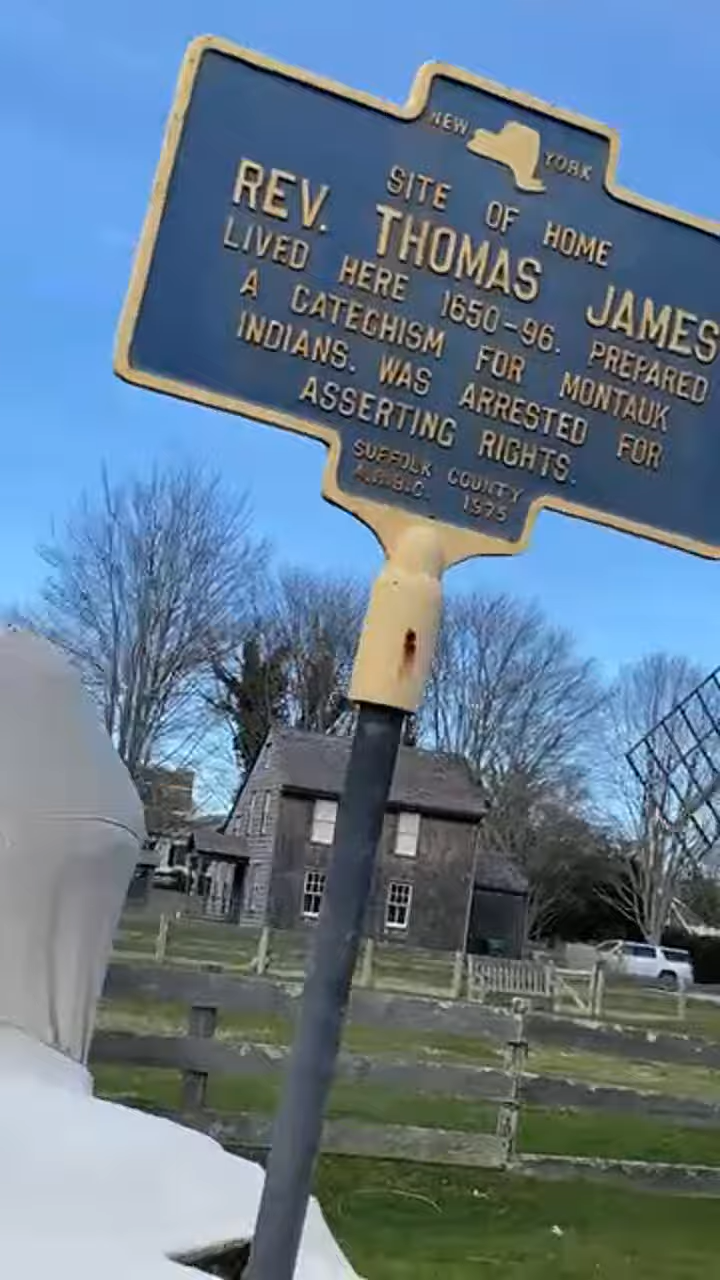 NEW YORK
SITE OF HOME
REV. THOMAS JAMES
LIVED HERE 1650-96. PREPARED
A CATECHISM FOR MONTAUK
INDIANS. WAS ARRESTED FOR
ASSERTING RIGHTS.
SUFFOLK COUNTY
A.R.B.C. 1975